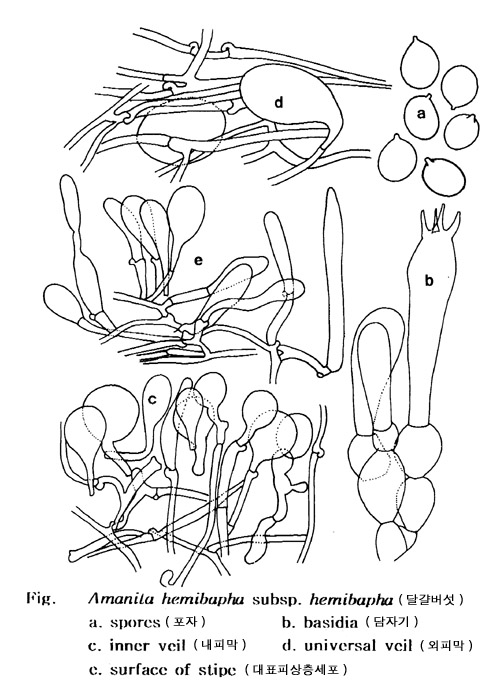 d
a
e
b
c
Fig. Amanita hemibapha subsp. hemibapha (달걀버섯)
a. spores (포자) b. basidia (담자기)
c. inner veil (내피막) d. universal veil (외피막)
e. surface of stipe (대표피상층세포)